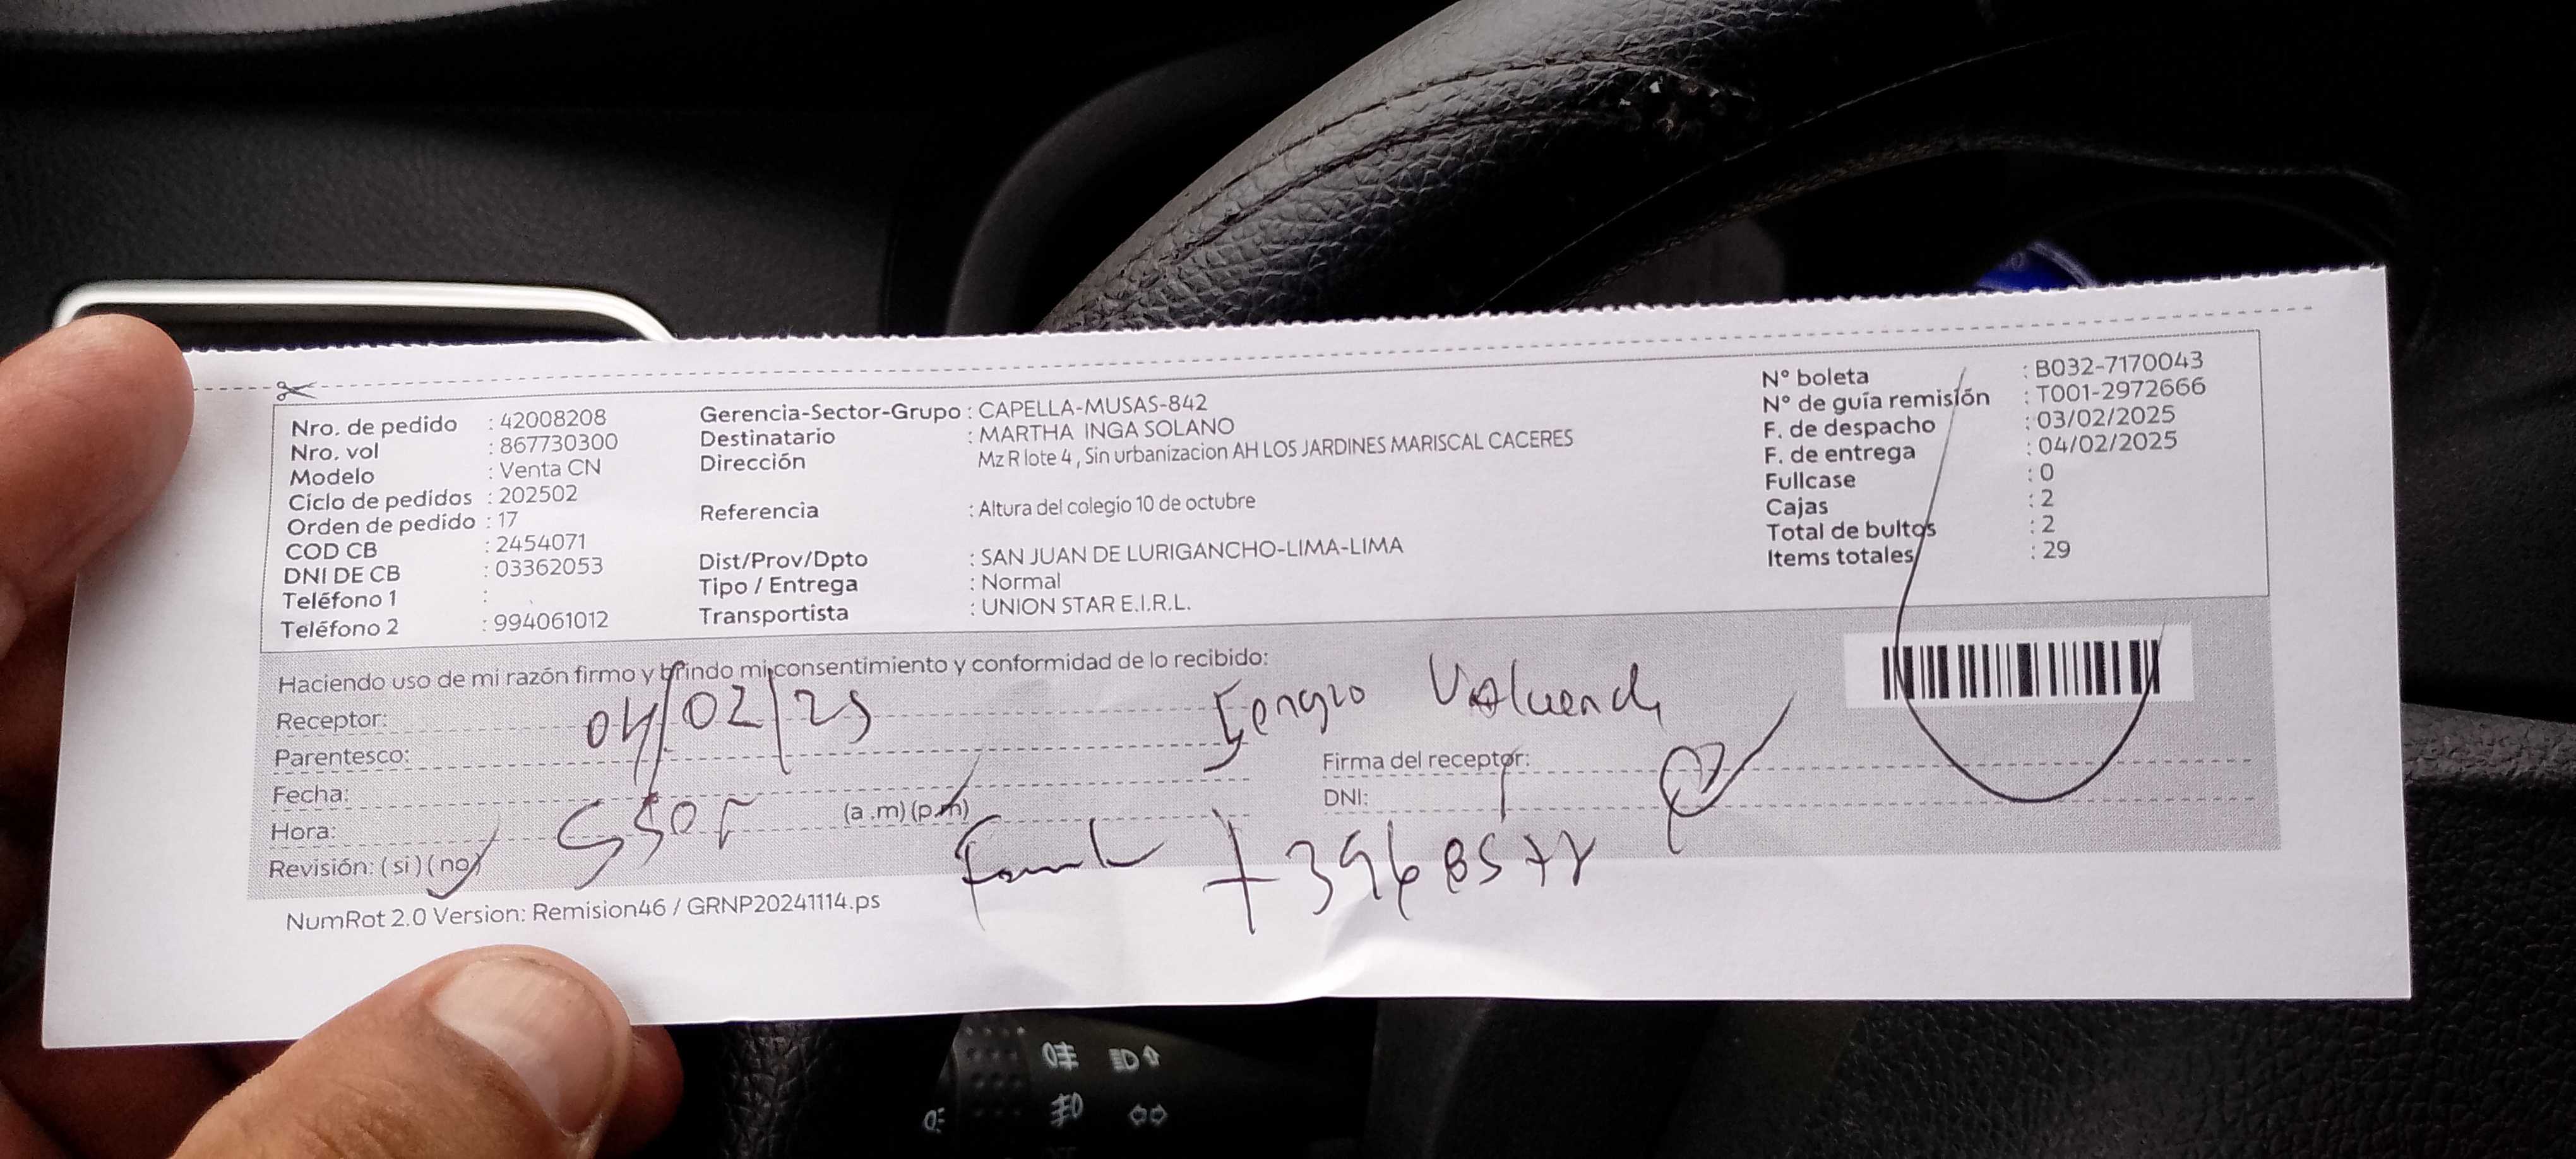 Nro. de pedido : 42008208
Nro. vol : 867730300
Modelo : Venta CN
Ciclo de pedidos : 202502
Orden de pedido : 17
COD CB : 2454071
DNI DE CB : 03362053
Teléfono 1 :
Teléfono 2 : 994061012
Gerencia-Sector-Grupo : CAPELLA-MUSAS-842
Destinatario : MARTHA INGA SOLANO
Dirección Mz R lote 4 , Sin urbanizacion AH LOS JARDINES MARISCAL CACERES
Referencia : Altura del colegio 10 de octubre
Dist/Prov/Dpto : SAN JUAN DE LURIGANCHO-LIMA-LIMA
Tipo / Entrega : Normal
Transportista : UNION STAR E.I.R.L.
N° boleta : B032-7170043
N° de guía remisión : T001-2972666
F. de despacho : 03/02/2025
F. de entrega : 04/02/2025
Fullcase : 0
Cajas : 2
Total de bultos : 2
Items totales : 29
Haciendo uso de mi razón firmo y brindo mi consentimiento y conformidad de lo recibido:
Receptor:
04/02/25
Sergio
Parentesco:
Firma del receptor:
Fecha:
DNI:
Hora: (a .m) (p.m)
Revisión: ( si ) ( no )
NumRot 2.0 Version: Remision46 / GRNP20241114.ps